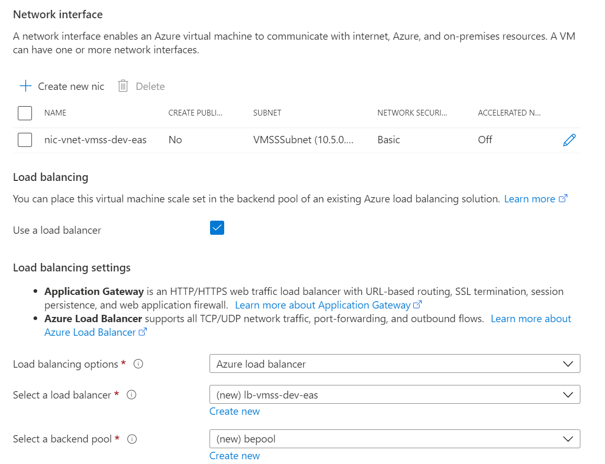 Network interface
A network interface enables an Azure virtual machine to communicate with internet, Azure, and on-premises resources. A VM
can have one or more network interfaces.
Create new nic Delete
NAME CREATE PUBLI... SUBNET NETWORK SECURI... ACCELERATED N...
nic-vnet-vmss-dev-eas No VMSSSubnet (10.5.0.... Basic Off
Load balancing
You can place this virtual machine scale set in the backend pool of an existing Azure load balancing solution. Learn more
Use a load balancer
Load balancing settings
• Application Gateway is an HTTP/HTTPS web traffic load balancer with URL-based routing, SSL termination, session
persistence, and web application firewall. Learn more about Application Gateway
• Azure Load Balancer supports all TCP/UDP network traffic, port-forwarding, and outbound flows. Learn more about
Azure Load Balancer
Load balancing options * Azure load balancer
Select a load balancer * (new) lb-vmss-dev-eas
Create new
Select a backend pool * (new) bepool
Create new